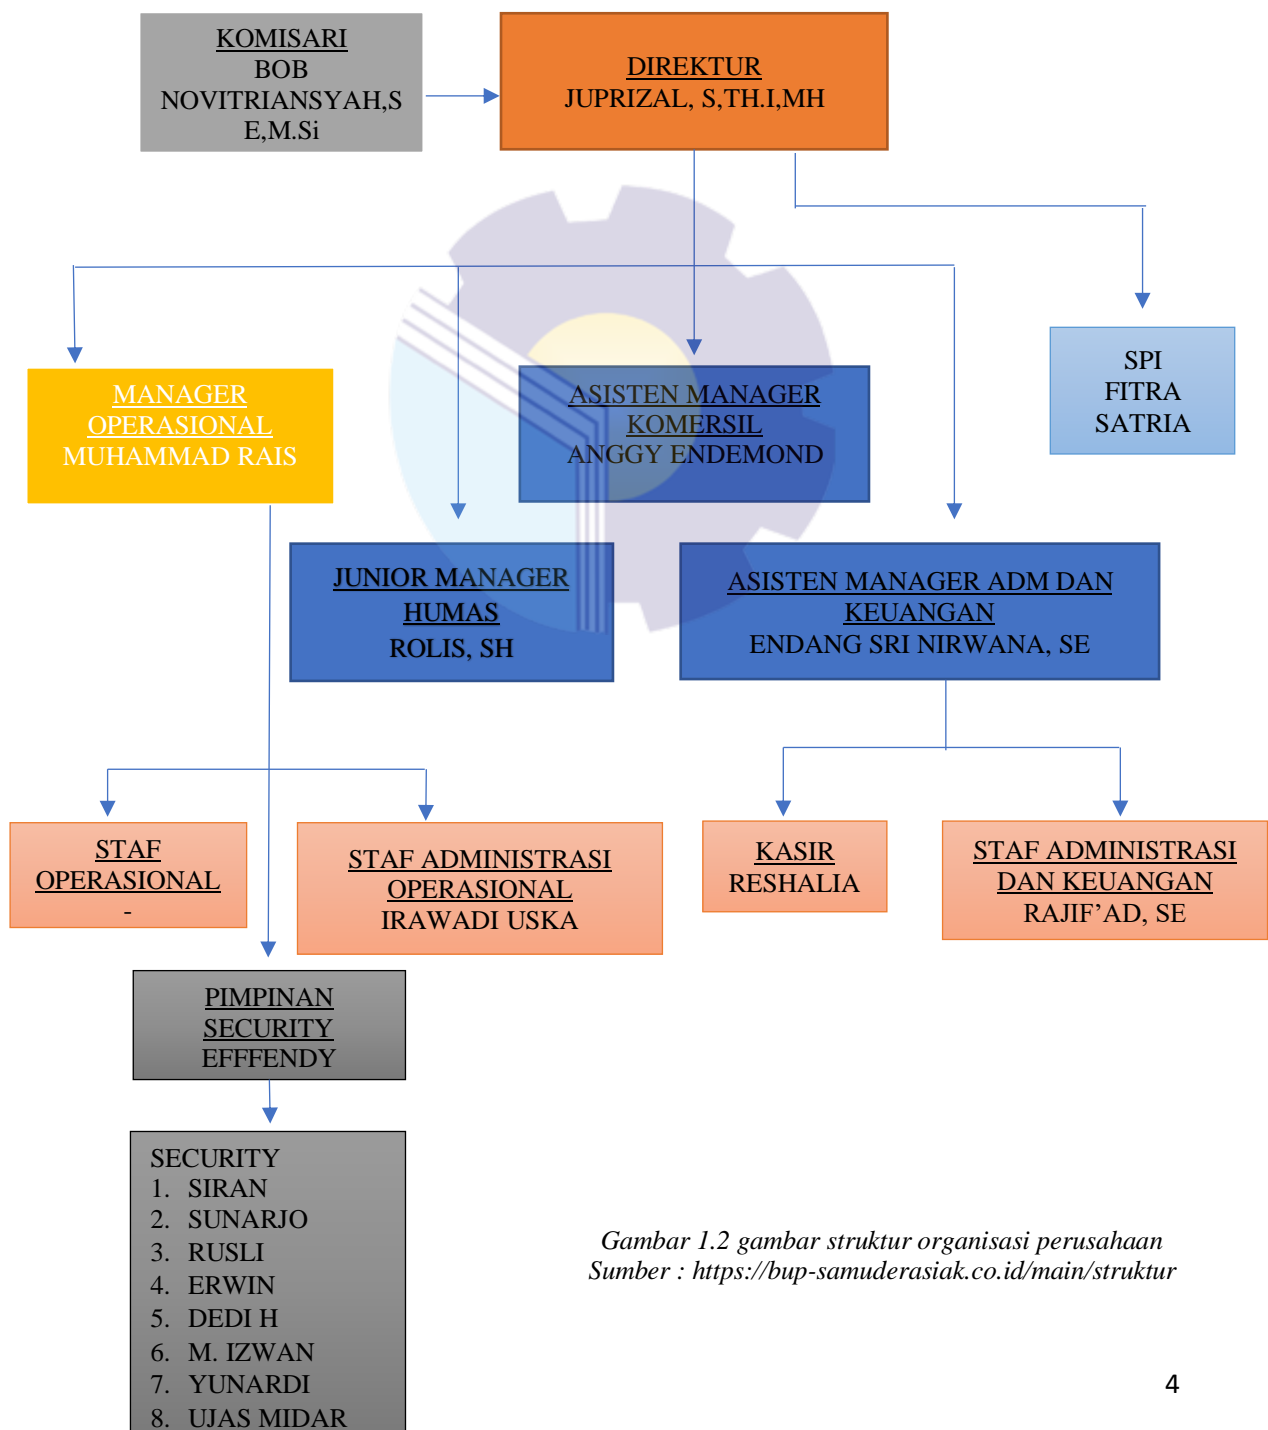 KOMISARI
BOB
NOVITRIANSYAH,S
E,M.Si
DIREKTUR
JUPRIZAL, S,TH.I,MH
SPI
FITRA
SATRIA
MANAGER
OPERASIONAL
MUHAMMAD RAIS
ASISTEN MANAGER
KOMERSIL
ANGGY ENDEMOND
JUNIOR MANAGER
HUMAS
ROLIS, SH
ASISTEN MANAGER ADM DAN
KEUANGAN
ENDANG SRI NIRWANA, SE
STAF
OPERASIONAL
-
STAF ADMINISTRASI
OPERASIONAL
IRAWADI USKA
KASIR
RESHALIA
STAF ADMINISTRASI
DAN KEUANGAN
RAJIF’AD, SE
PIMPINAN
SECURITY
EFFFENDY
SECURITY
1. SIRAN
2. SUNARJO
3. RUSLI
4. ERWIN
5. DEDI H
6. M. IZWAN
7. YUNARDI
8. UJAS MIDAR
Gambar 1.2 gambar struktur organisasi perusahaan
Sumber : https://bup-samuderasiak.co.id/main/struktur
4